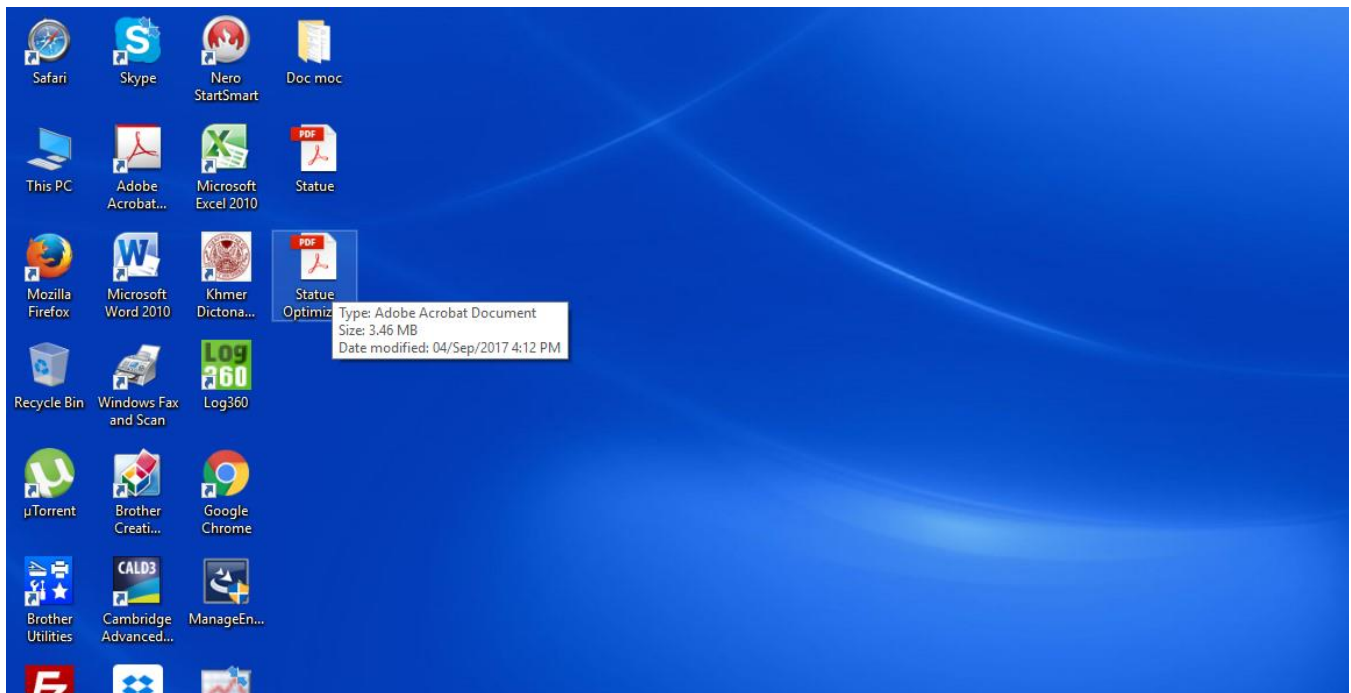 Safari
Skype
Nero
StartSmart
Doc moc
This PC
Adobe
Acrobat...
Microsoft
Excel 2010
PDF
Statue
Mozilla
Firefox
Microsoft
Word 2010
Khmer
Dictona...
PDF
Statue
Optimiz
Type: Adobe Acrobat Document
Size: 3.46 MB
Date modified: 04/Sep/2017 4:12 PM
Recycle Bin
Windows Fax
and Scan
Log
360
Log360
µTorrent
Brother
Creati...
Google
Chrome
Brother
Utilities
CALD3
Cambridge
Advanced...
ManageEn...